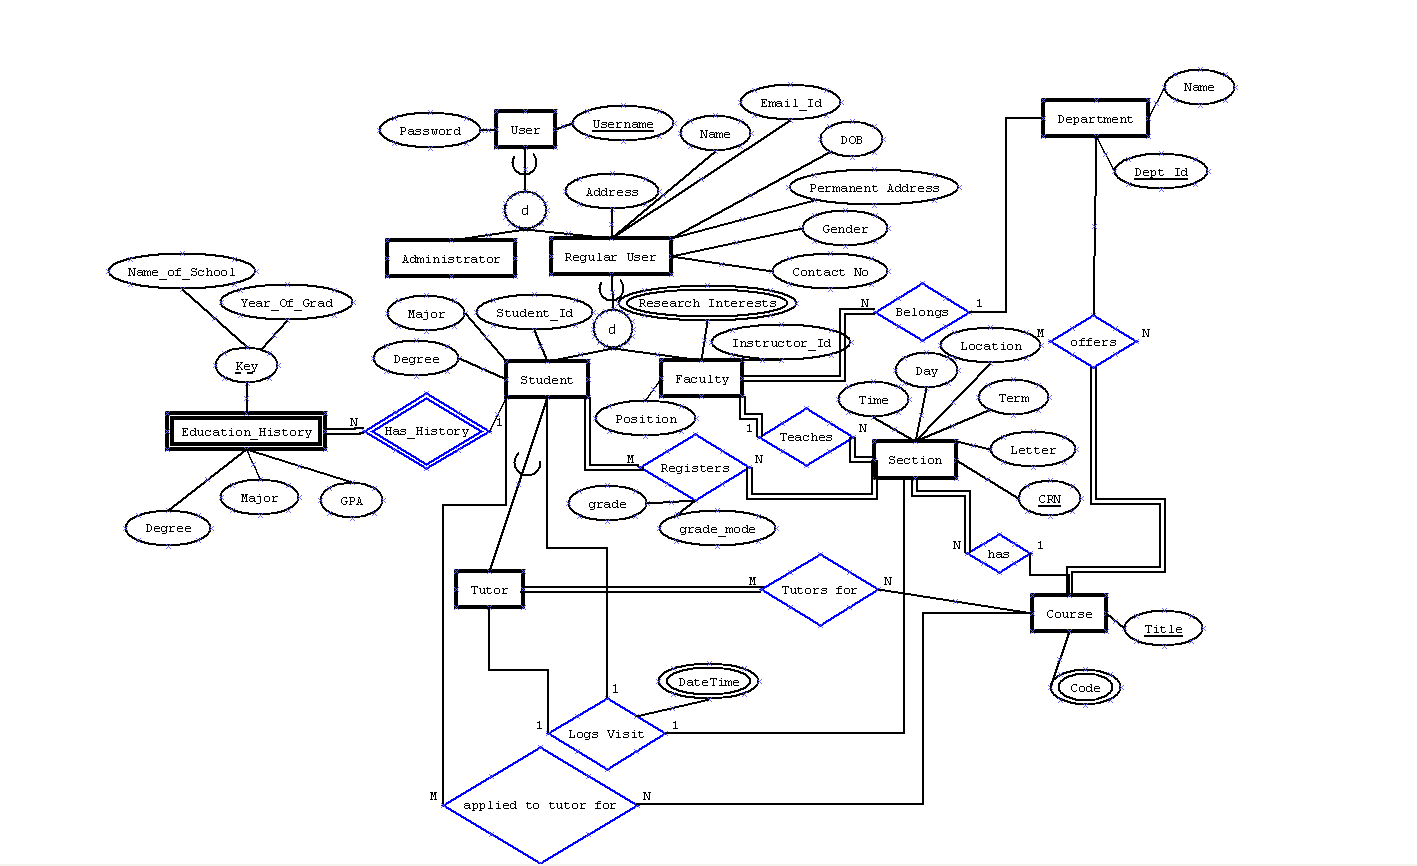 Name
Email_Id
Department
Password
User
Username
Name
DOB
Dept_Id
Permanent Address
Address
d
Gender
Regular User
Administrator
Contact No
Name_of_School
Year_Of_Grad
Research Interests
N
Belongs
1
Major
Student_Id
d
M
offers
N
Instructor_Id
Location
Degree
Key
Student
Faculty
Day
Time
Term
Position
N
Has_History
1
Education_History
1
Teaches
N
Letter
M
Registers
N
Section
Major
GPA
grade
CRN
Degree
grade_mode
N
has
1
Tutor
M
Tutors for
N
Course
Title
1
DateTime
Code
1
Logs Visit
1
M
applied to tutor for
N